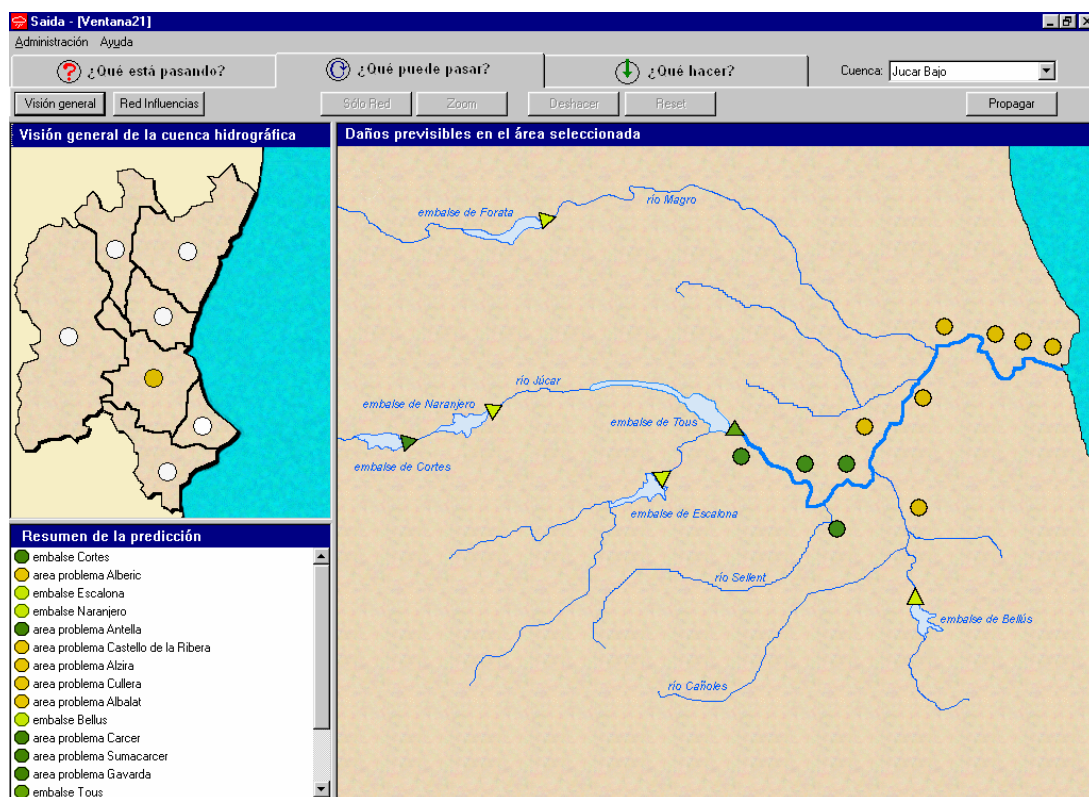 Saida - [Ventana21]
Administración Ayuda
¿Qué está pasando? ¿Qué puede pasar? ¿Qué hacer? Cuenca: Jucar Bajo
Visión general Red Influencias Sólo Red Zoom Deshacer Reset Propagar
Visión general de la cuenca hidrográfica
Daños previsibles en el área seleccionada
embalse de Forata
río Magro
río Júcar
embalse de Naranjero
embalse de Tous
embalse de Cortes
embalse de Escalona
río Sellent
embalse de Bellús
río Cañoles
Resumen de la predicción
embalse Cortes
area problema Alberic
embalse Escalona
embalse Naranjero
area problema Antella
area problema Castello de la Ribera
area problema Alzira
area problema Cullera
area problema Albalat
embalse Bellus
area problema Carcer
area problema Sumacarcer
area problema Gavarda
embalse Tous